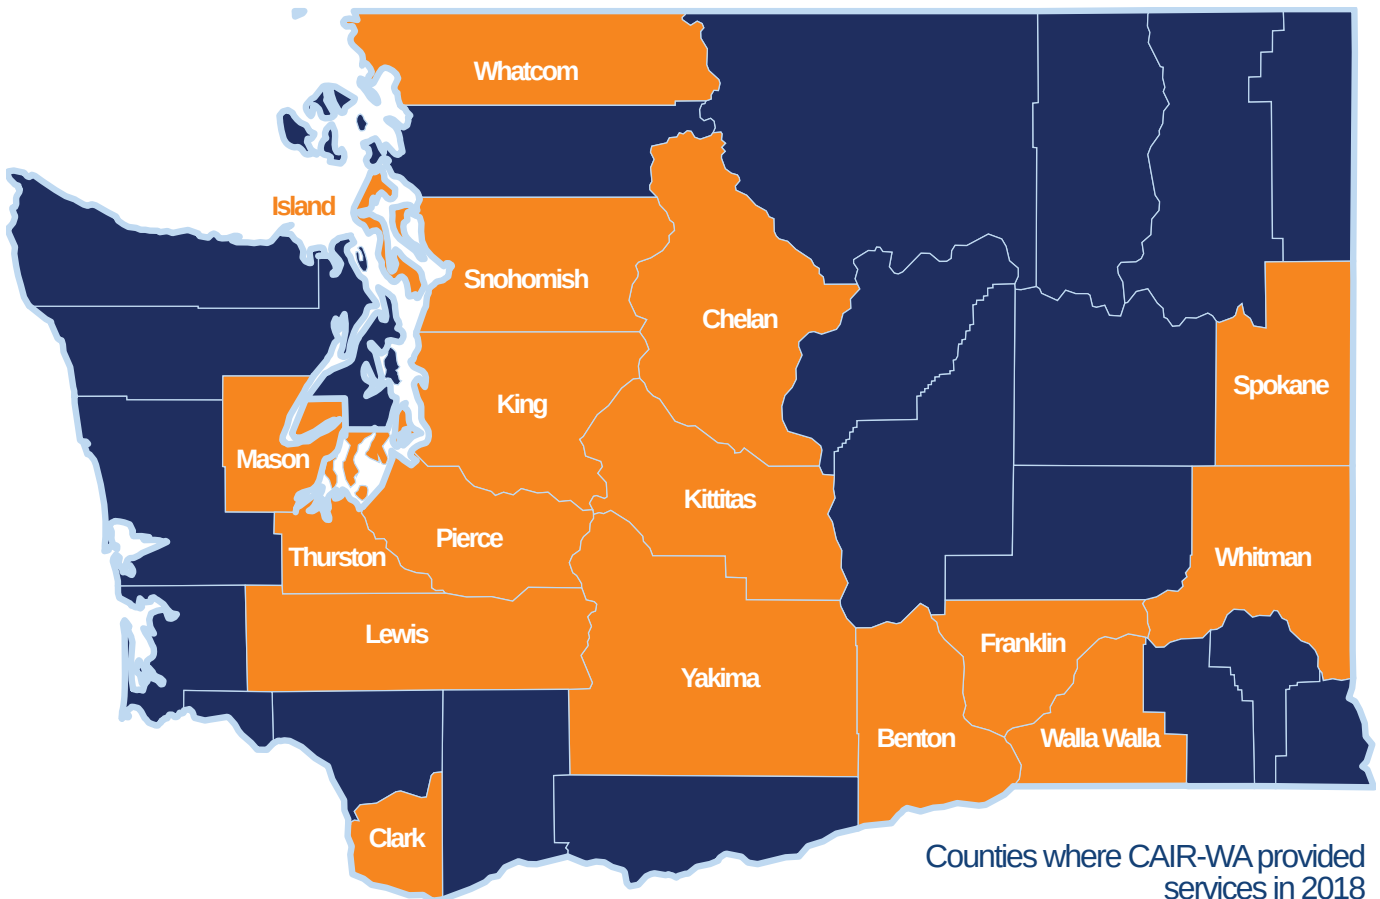 Whatcom
Island
Snohomish
Chelan
Spokane
King
Mason
Kittitas
Pierce
Thurston
Whitman
Lewis
Franklin
Yakima
Benton
Walla Walla
Clark
Counties where CAIR-WA provided
services in 2018